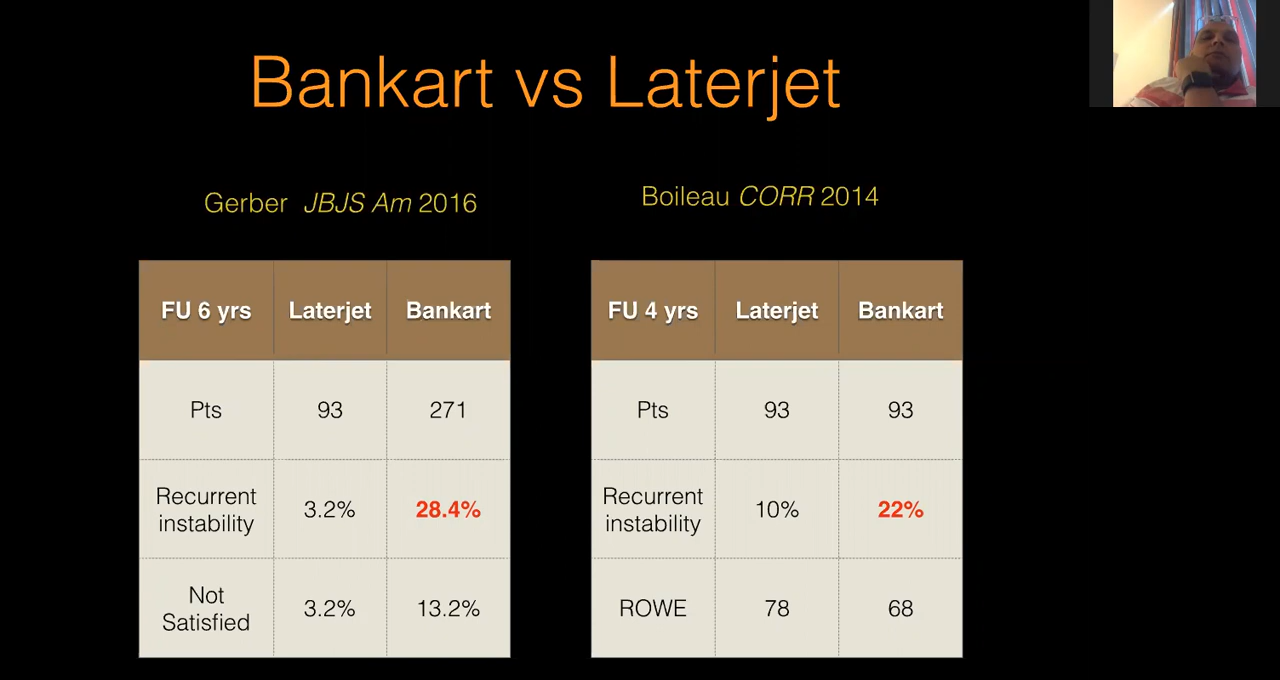 Bankart vs Laterjet
Gerber JBJS Am 2016
FU 6 yrs Laterjet Bankart
Pts 93 271
Recurrent
instability 3.2% 28.4%
Not
Satisfied 3.2% 13.2%
Boileau CORR 2014
FU 4 yrs Laterjet Bankart
Pts 93 93
Recurrent
instability 10% 22%
ROWE 78 68